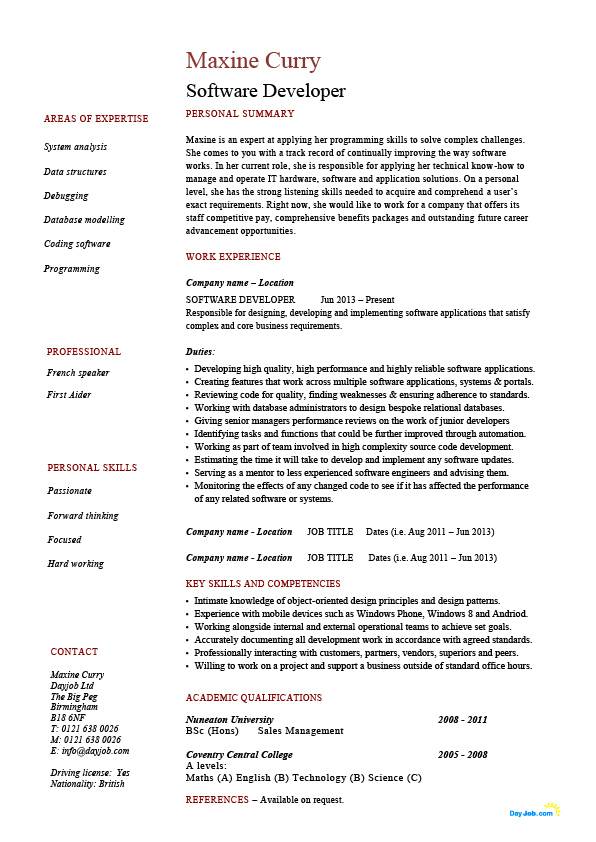 Maxine Curry
Software Developer
AREAS OF EXPERTISE
System analysis
Data structures
Debugging
Database modelling
Coding software
Programming
PROFESSIONAL
French speaker
First Aider
PERSONAL SKILLS
Passionate
Forward thinking
Focused
Hard working
CONTACT
Maxine Curry
Dayjob Ltd
The Big Peg
Birmingham
B18 6NF
T: 0121 638 0026
M: 0121 638 0026
E: info@dayjob.com
Driving license: Yes
Nationality: British
PERSONAL SUMMARY
Maxine is an expert at applying her programming skills to solve complex challenges.
She comes to you with a track record of continually improving the way software
works. In her current role, she is responsible for applying her technical know-how to
manage and operate IT hardware, software and application solutions. On a personal
level, she has the strong listening skills needed to acquire and comprehend a user's
exact requirements. Right now, she would like to work for a company that offers its
staff competitive pay, comprehensive benefits packages and outstanding future career
advancement opportunities.
WORK EXPERIENCE
Company name – Location
SOFTWARE DEVELOPER Jun 2013 – Present
Responsible for designing, developing and implementing software applications that satisfy
complex and core business requirements.
Duties:
• Developing high quality, high performance and highly reliable software applications.
• Creating features that work across multiple software applications, systems & portals.
• Reviewing code for quality, finding weaknesses & ensuring adherence to standards.
• Working with database administrators to design bespoke relational databases.
• Giving senior managers performance reviews on the work of junior developers
• Identifying tasks and functions that could be further improved through automation.
• Working as part of team involved in high complexity source code development.
• Estimating the time it will take to develop and implement any software updates.
• Serving as a mentor to less experienced software engineers and advising them.
• Monitoring the effects of any changed code to see if it has affected the performance
of any related software or systems.
Company name - Location JOB TITLE Dates (i.e. Aug 2011 – Jun 2013)
Company name - Location JOB TITLE Dates (i.e. Aug 2011 – Jun 2013)
KEY SKILLS AND COMPETENCIES
• Intimate knowledge of object-oriented design principles and design patterns.
• Experience with mobile devices such as Windows Phone, Windows 8 and Andriod.
• Working alongside internal and external operational teams to achieve set goals.
• Accurately documenting all development work in accordance with agreed standards.
• Professionally interacting with customers, partners, vendors, superiors and peers.
• Willing to work on a project and support a business outside of standard office hours.
ACADEMIC QUALIFICATIONS
Nuneaton University 2008 - 2011
BSc (Hons) Sales Management
Coventry Central College 2005 - 2008
A levels:
Maths (A) English (B) Technology (B) Science (C)
REFERENCES – Available on request.
DayJob.com